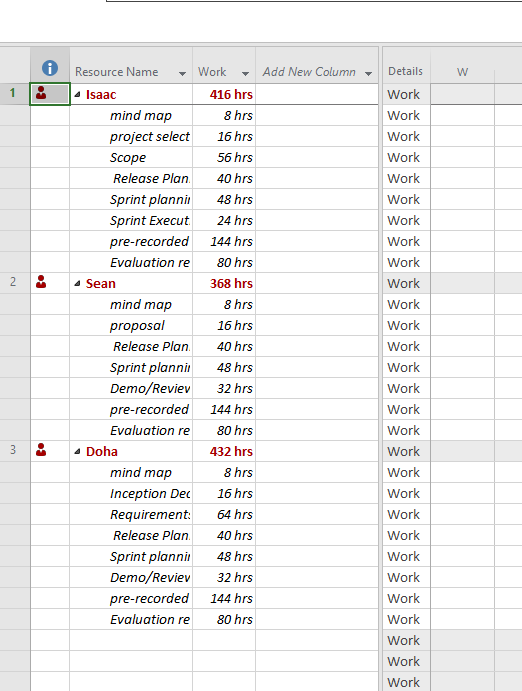 i Resource Name Work Add New Column Details W
1 Isaac 416 hrs Work
mind map 8 hrs Work
project select 16 hrs Work
Scope 56 hrs Work
Release Plan 40 hrs Work
Sprint plannin 48 hrs Work
Sprint Execut 24 hrs Work
pre-recorded 144 hrs Work
Evaluation re 80 hrs Work
2 Sean 368 hrs Work
mind map 8 hrs Work
proposal 16 hrs Work
Release Plan 40 hrs Work
Sprint plannin 48 hrs Work
Demo/Review 32 hrs Work
pre-recorded 144 hrs Work
Evaluation re 80 hrs Work
3 Doha 432 hrs Work
mind map 8 hrs Work
Inception Dec 16 hrs Work
Requirements 64 hrs Work
Release Plan 40 hrs Work
Sprint plannin 48 hrs Work
Demo/Review 32 hrs Work
pre-recorded 144 hrs Work
Evaluation re 80 hrs Work
Work
Work
Work